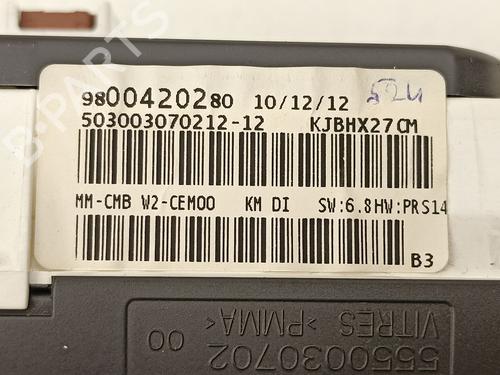 9800420280 10/12/12 524
503003070212-12 KJBHX27CM
MM-CMB W2-CEM00 KM DI SW:6.8HW:PRS14
B3
5550030702 00
VITRES >PMMA<
B-PARTS